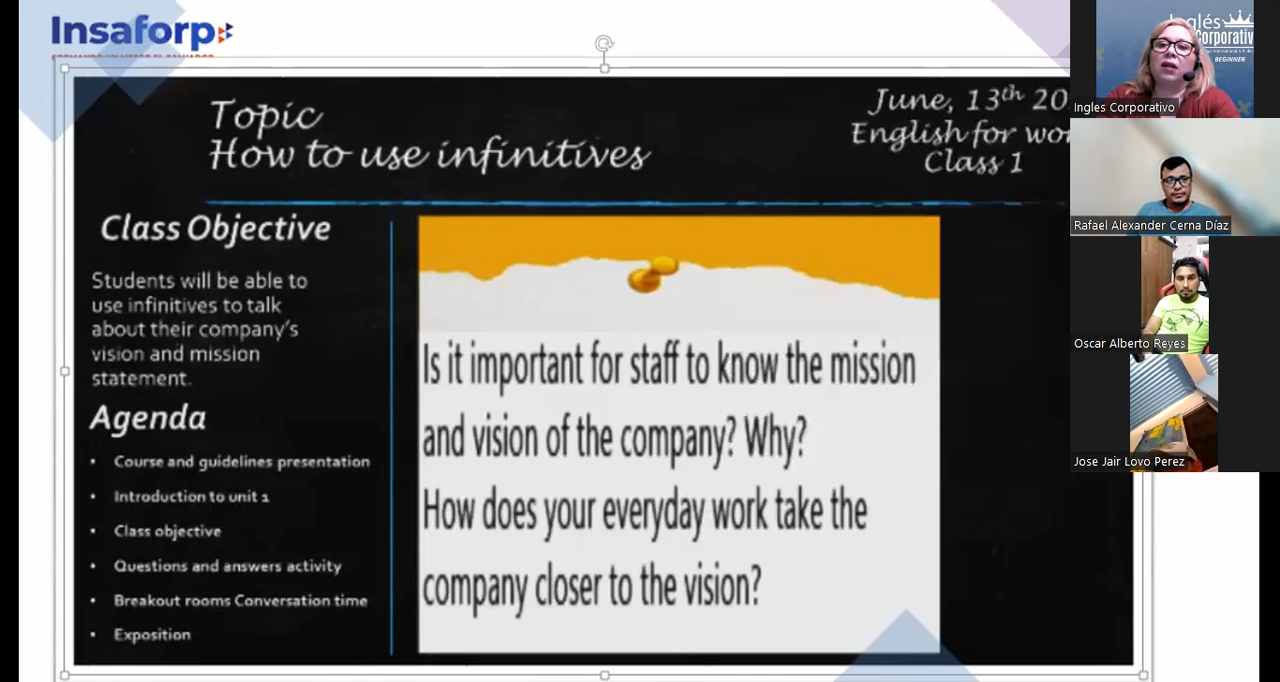 Insaforp
Topic
How to use infinitives
June, 13th 20
English for wor
Class 1
Class Objective
Students will be able to
use infinitives to talk
about their company's
vision and mission
statement.
Agenda
• Course and guidelines presentation
• Introduction to unit 1
• Class objective
• Questions and answers activity
• Breakout rooms Conversation time
• Exposition
Is it important for staff to know the mission
and vision of the company? Why?
How does your everyday work take the
company closer to the vision?
Inglés
Corporativ
BEGINNER
Ingles Corporativo
Rafael Alexander Cerna Díaz
Oscar Alberto Reyes
Jose Jair Lovo Perez